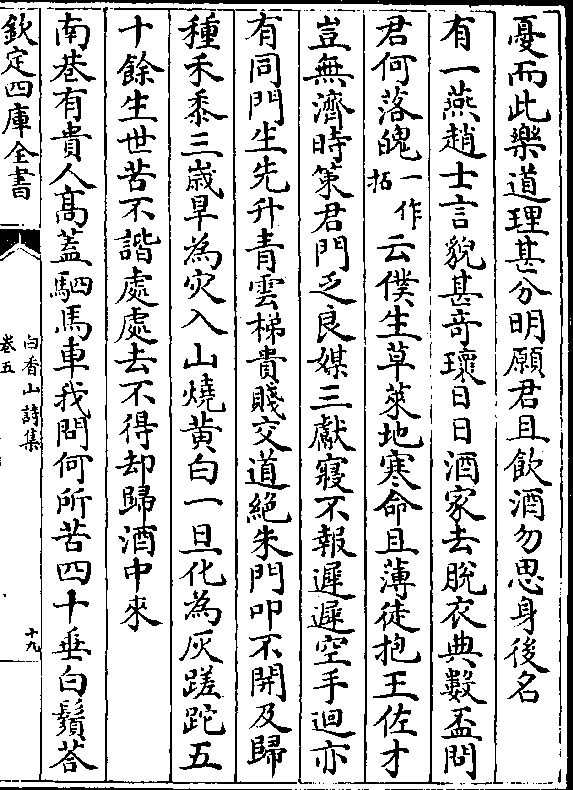 憂而此樂道理甚分明願君且飲酒勿思身後名
有一燕趙士言貌甚奇瓌日日酒家去脫衣典數盃問
君何落魄一作拓云僕生草萊地寒命且薄徒抱王佐才
豈無濟時策君門乏良媒三獻寢不報遲遲空手迴亦
有同門生先升青雲梯貴賤交道絶朱門叩不開及歸
種禾黍三歳旱為灾入山燒黃白一旦化為灰蹉跎五
十餘生世苦不諧處處去不得却歸酒中來
南巷有貴人髙蓋駟馬車我問何所苦四十垂白鬚荅
欽定四庫全書
白香山詩集
卷五
十九